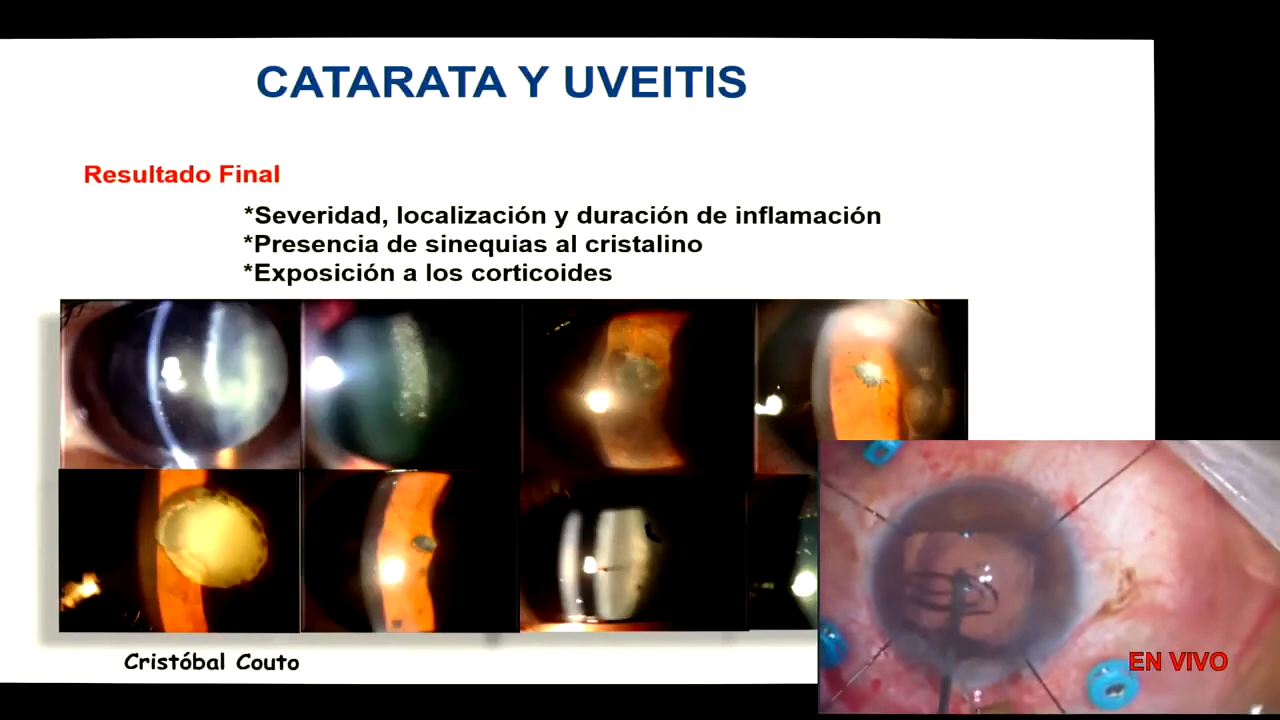 CATARATA Y UVEITIS
Resultado Final
*Severidad, localización y duración de inflamación
*Presencia de sinequias al cristalino
*Exposición a los corticoides
Cristóbal Couto
EN VIVO